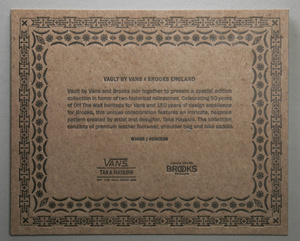 VAULT BY VANS x BROOKS ENGLAND
Vault by Vans and Brooks now together to present a special edition
collection in honor of two historical milestones. Celebrating 50 years
of Off The Wall heritage for Vans and 150 years of design excellence
for Brooks, this unique collaboration features an intricate, bespoke
pattern created by artist and designer, Taka Hayashi. The collection
consists of premium leather footwear, shoulder bag and bike saddle.
VANS
TAKA HAYASHI
BROOKS
ENGLAND